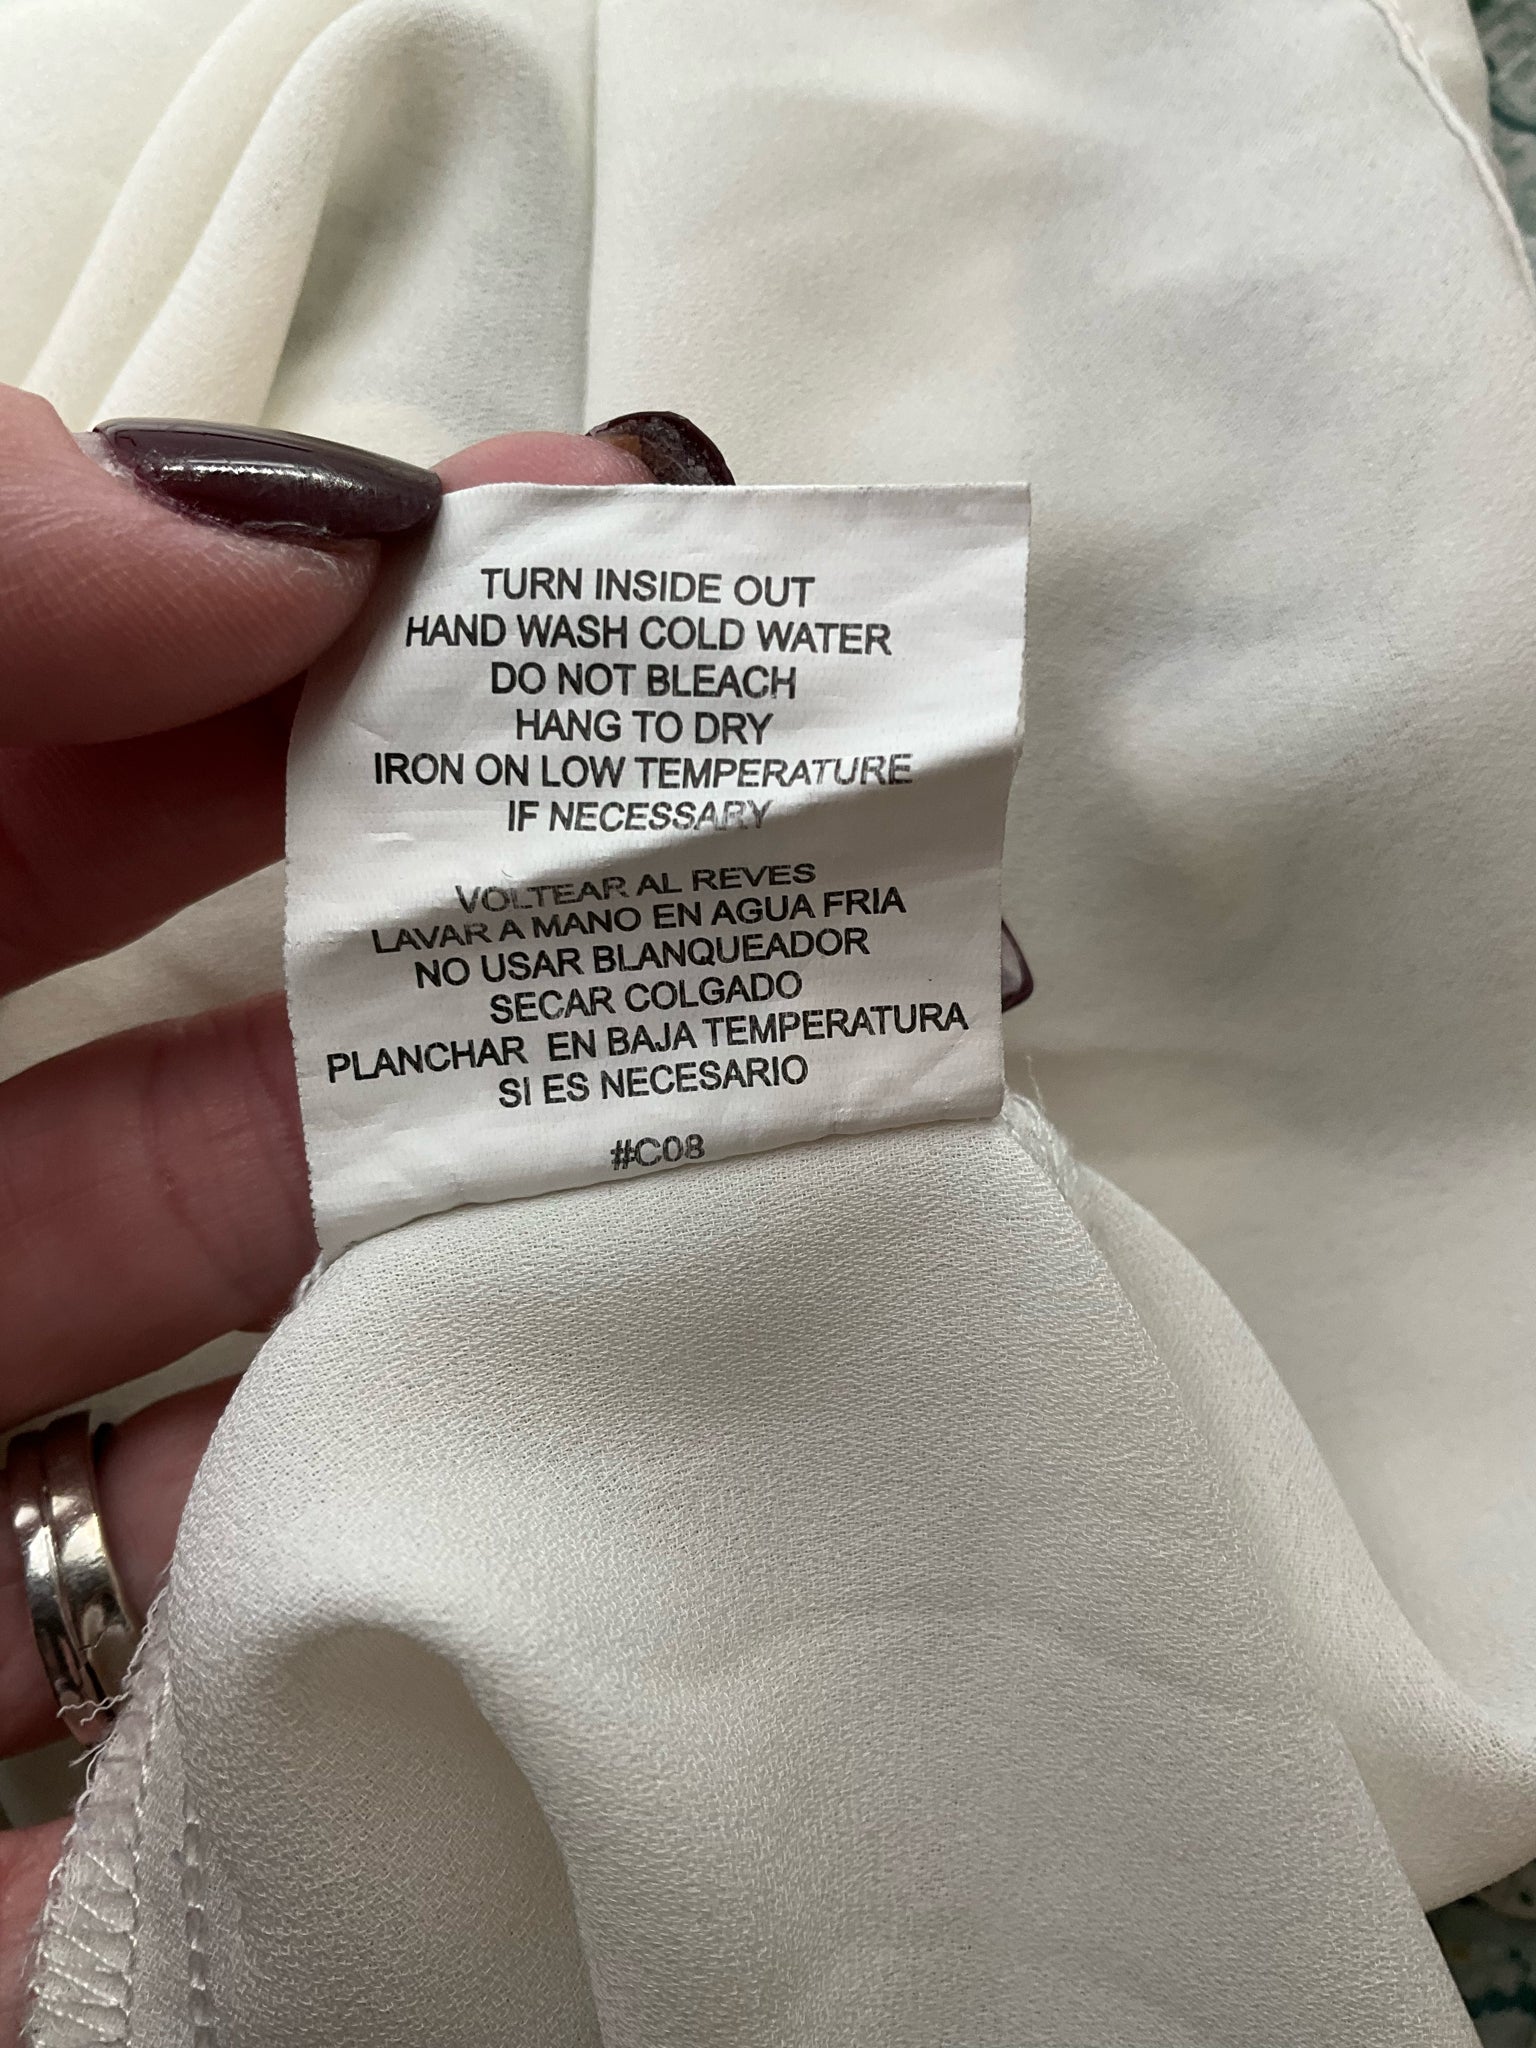 TURN INSIDE OUT
HAND WASH COLD WATER
DO NOT BLEACH
HANG TO DRY
IRON ON LOW TEMPERATURE
IF NECESSARY
VOLTEAR AL REVES
LAVAR A MANO EN AGUA FRIA
NO USAR BLANQUEADOR
SECAR COLGADO
PLANCHAR EN BAJA TEMPERATURA
SI ES NECESARIO
#C08